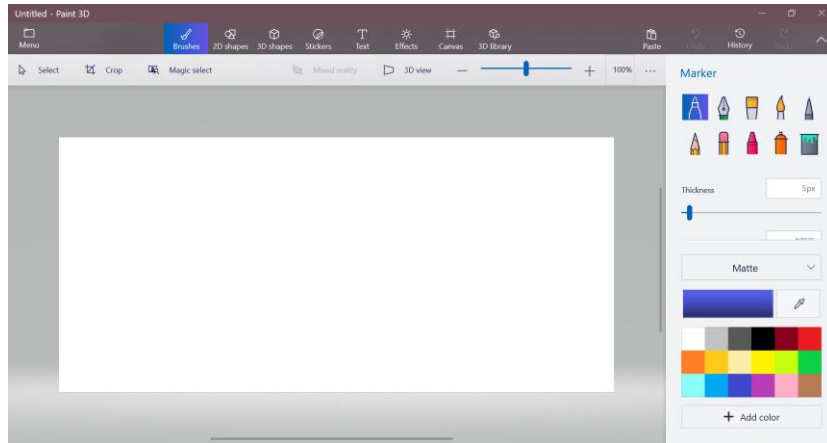 Untitled - Paint 3D
Menu
Brushes 2D shapes 3D shapes Stickers Text Effects Canvas 3D library Paste Undo History Redo
Select Crop Magic select Mixed reality 3D view 100%
Marker
Thickness 5px
Matte
Add color